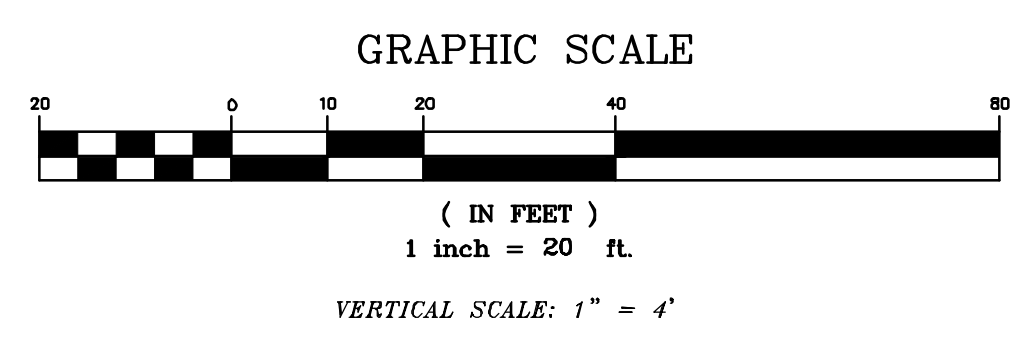 GRAPHIC SCALE
20 0 10 20 40 80
( IN FEET )
1 inch = 20 ft.
VERTICAL SCALE: 1" = 4'